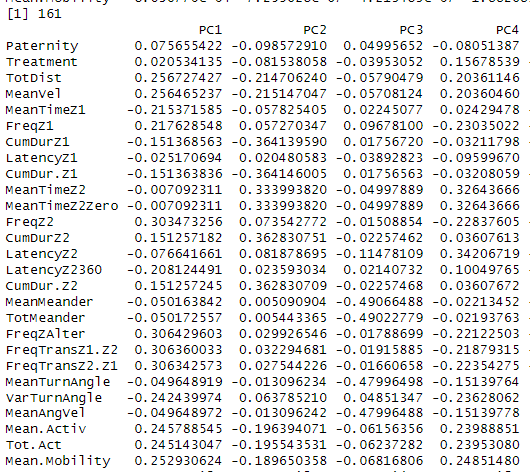 [1] 161
PC1 PC2 PC3 PC4
Paternity 0.075655422 -0.098572910 0.04995652 -0.08051387
Treatment 0.020534135 -0.081538058 -0.03953052 0.15678539
TotDist 0.256727427 -0.214706240 -0.05790479 0.20361146
MeanVel 0.256465237 -0.215147047 -0.05708124 0.20360460
MeanTimeZ1 -0.215371585 -0.057825405 0.02245077 0.02429478
FreqZ1 0.217628548 0.057270347 0.09678100 -0.23035022
CumDurZ1 -0.151368563 -0.364139590 0.01756720 -0.03211798
LatencyZ1 -0.025170694 0.020480583 -0.03892823 -0.09599670
CumDur.Z1 -0.151363836 -0.364146005 0.01756563 -0.03208059
MeanTimeZ2 -0.007092311 0.333993820 -0.04997889 0.32643666
MeanTimeZ2Zero -0.007092311 0.333993820 -0.04997889 0.32643666
FreqZ2 0.303473256 0.073542772 -0.01508854 -0.22837605
CumDurZ2 0.151257182 0.362830751 -0.02257462 0.03607613
LatencyZ2 -0.076641661 0.081878695 -0.11478109 0.34206719
LatencyZ2360 -0.208124491 0.023593034 0.02140732 0.10049765
CumDur.Z2 0.151257245 0.362830709 -0.02257468 0.03607672
MeanMeander -0.050163842 0.005090904 -0.49066488 -0.02213452
TotMeander -0.050172557 0.005443365 -0.49022779 -0.02193763
FreqZAlter 0.306429603 0.029926546 -0.01788699 -0.22122503
FreqTransZ1.Z2 0.306360033 0.032294681 -0.01915885 -0.21879315
FreqTransZ2.Z1 0.306342573 0.027544226 -0.01660658 -0.22354275
MeanTurnAngle -0.049648919 -0.013096234 -0.47996498 -0.15139764
VarTurnAngle -0.242439974 0.063785210 0.04851347 -0.23628062
MeanAngVel -0.049648972 -0.013096242 -0.47996488 -0.15139778
Mean.Activ 0.245788545 -0.196394071 -0.06156356 0.23988851
Tot.Act 0.245143047 -0.195543531 -0.06237282 0.23953080
Mean.Mobility 0.252930624 -0.189650358 -0.06816806 0.24851480